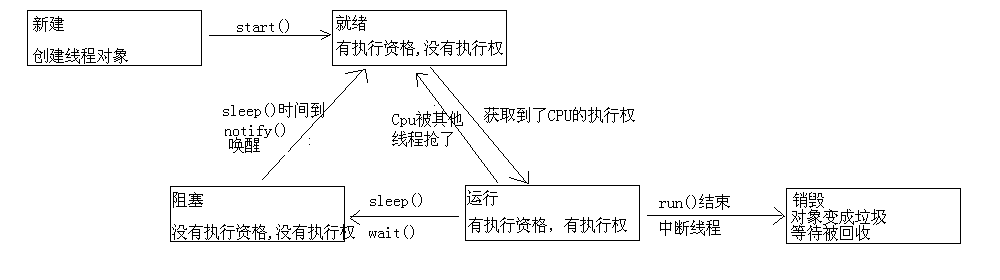 新建
创建线程对象
start()
就绪
有执行资格,没有执行权
sleep()时间到
notify()
唤醒
Cpu被其他
线程抢了
获取到了CPU的执行权
阻塞
没有执行资格,没有执行权
sleep()
wait()
运行
有执行资格，有执行权
run()结束
中断线程
销毁
对象变成垃圾
等待被回收